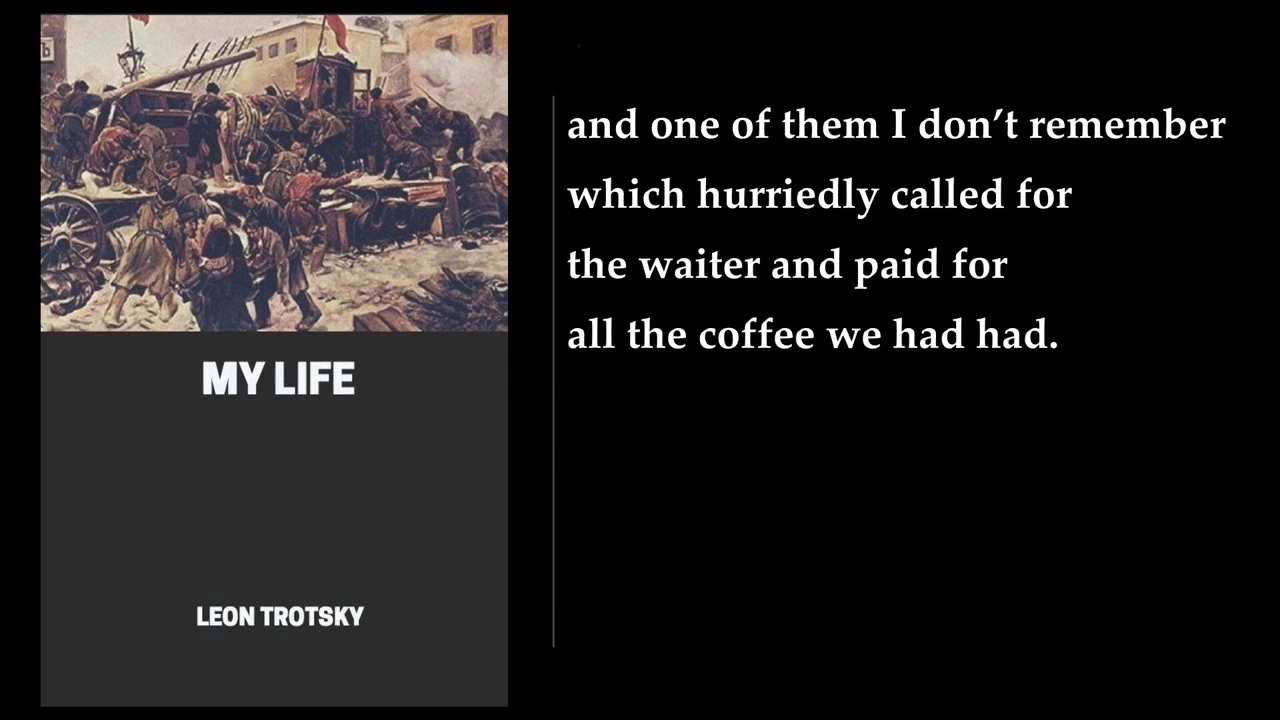 MY LIFE
LEON TROTSKY
and one of them I don’t remember
which hurriedly called for
the waiter and paid for
all the coffee we had had.